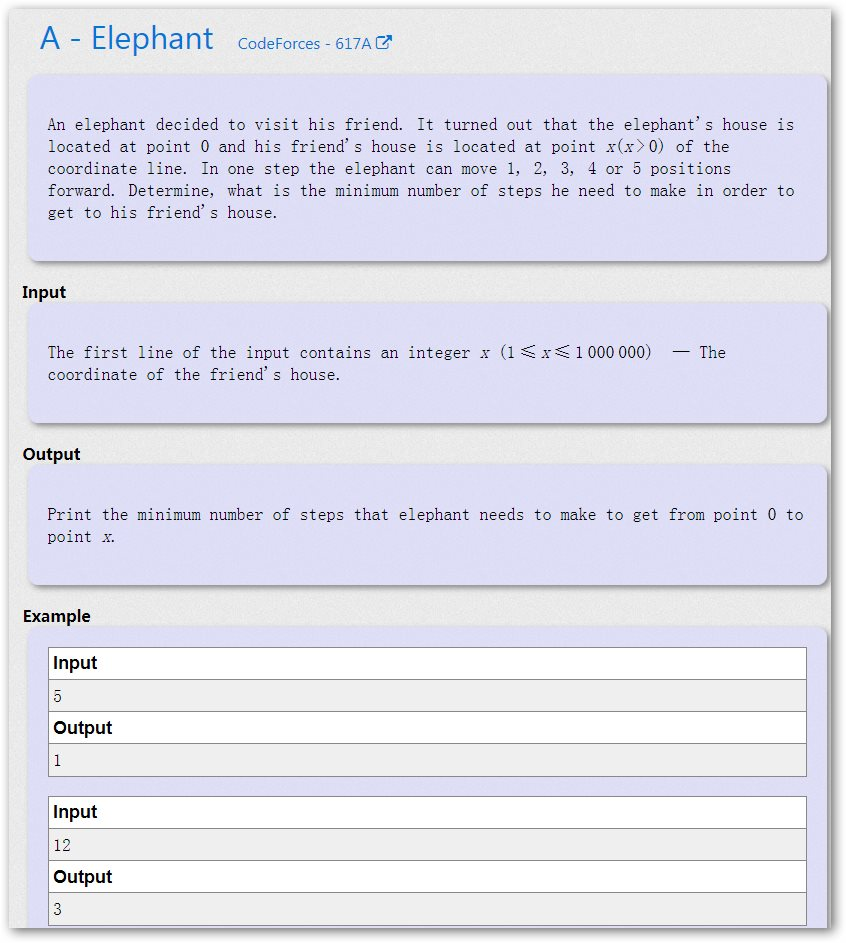 A - Elephant CodeForces - 617A
An elephant decided to visit his friend. It turned out that the elephant's house is
located at point 0 and his friend's house is located at point x(x>0) of the
coordinate line. In one step the elephant can move 1, 2, 3, 4 or 5 positions
forward. Determine, what is the minimum number of steps he need to make in order to
get to his friend's house.
Input
The first line of the input contains an integer x (1 ≤ x ≤ 1 000 000) — The
coordinate of the friend's house.
Output
Print the minimum number of steps that elephant needs to make to get from point 0 to
point x.
Example
Input
5
Output
1
Input
12
Output
3